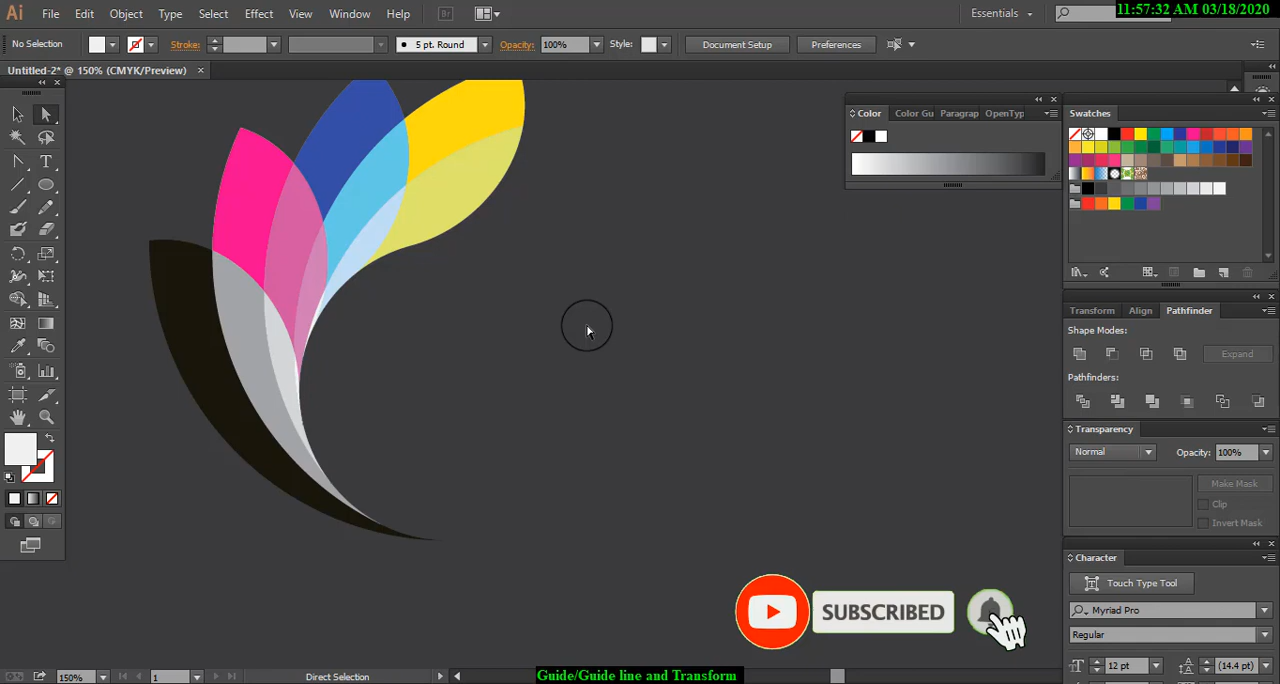 Ai File Edit Object Type Select Effect View Window Help Br Essentials
11:57:32 AM 03/18/2020
No Selection Stroke: 5 pt. Round Opacity: 100% Style: Document Setup Preferences
Untitled-2* @ 150% (CMYK/Preview)
Color Color Gu Paragrap OpenTyp
Swatches
Transform Align Pathfinder
Shape Modes:
Expand
Pathfinders:
Transparency
Normal Opacity: 100%
Make Mask
Clip
Invert Mask
Character
Touch Type Tool
Myriad Pro
Regular
12 pt (14.4 pt)
SUBSCRIBED
150% 1 Direct Selection
Guide/Guide line and Transform